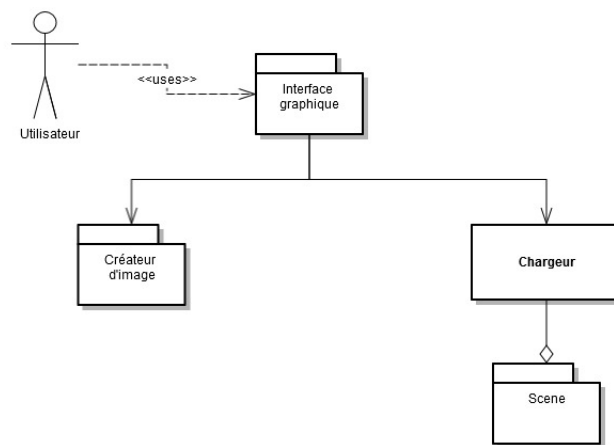 <<uses>>
Interface
graphique
Utilisateur
Créateur
d'image
Chargeur
Scene